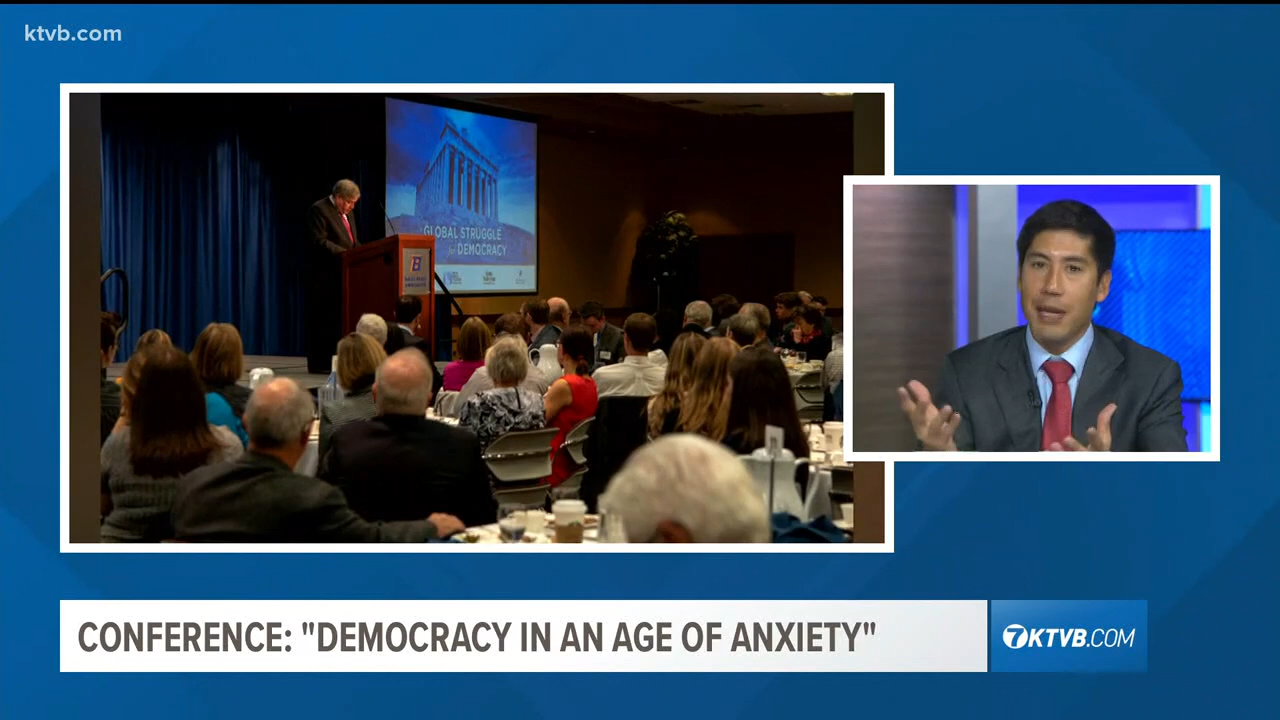 ktvb.com
GLOBAL STRUGGLE
for DEMOCRACY
B
CONFERENCE: "DEMOCRACY IN AN AGE OF ANXIETY"
7KTVB.COM